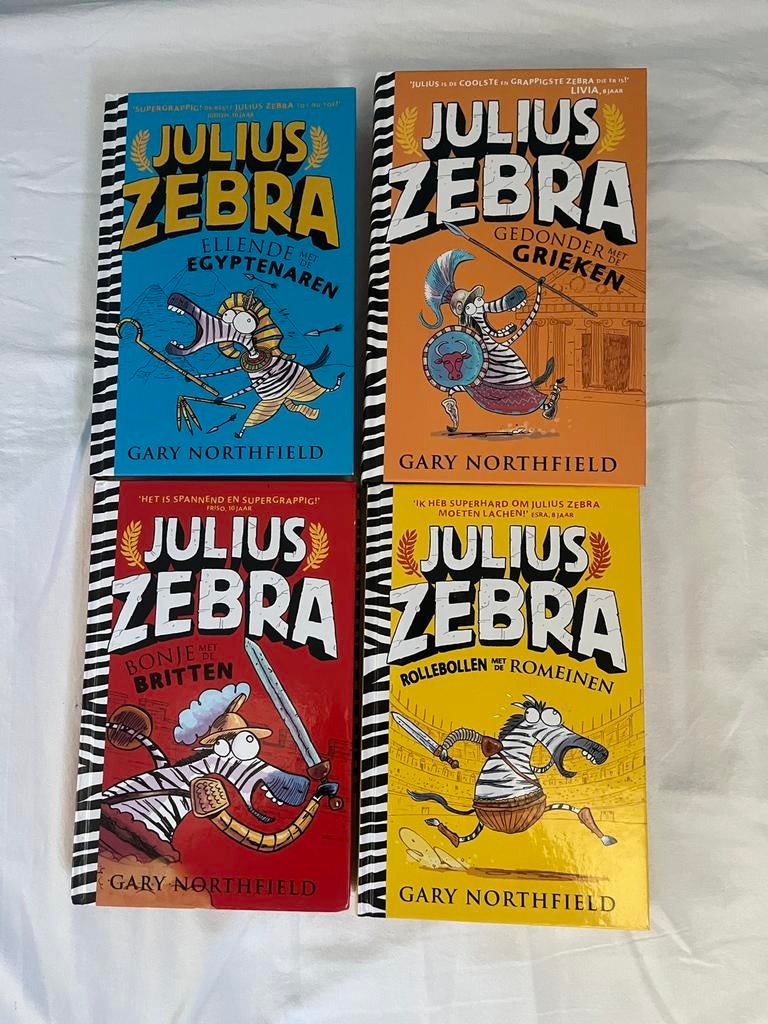 'SUPERGRAPPIG! DE BESTE JULIUS ZEBRA TOT NU TOE!'
JUDITH, 10 JAAR
JULIUS
ZEBRA
ELLENDE MET DE
EGYPTENAREN
GARY NORTHFIELD
'JULIUS IS DE COOLSTE EN GRAPPIGSTE ZEBRA DIE ER IS!'
LIVIA, 8 JAAR
JULIUS
ZEBRA
GEDONDER MET DE
GRIEKEN
GARY NORTHFIELD
'HET IS SPANNEND EN SUPERGRAPPIG!'
FRISO, 10 JAAR
JULIUS
ZEBRA
BONJE MET DE
BRITTEN
GARY NORTHFIELD
'IK HEB SUPERHARD OM JULIUS ZEBRA
MOETEN LACHEN!' ESRA, 8 JAAR
JULIUS
ZEBRA
ROLLEBOLLEN MET DE ROMEINEN
GARY NORTHFIELD